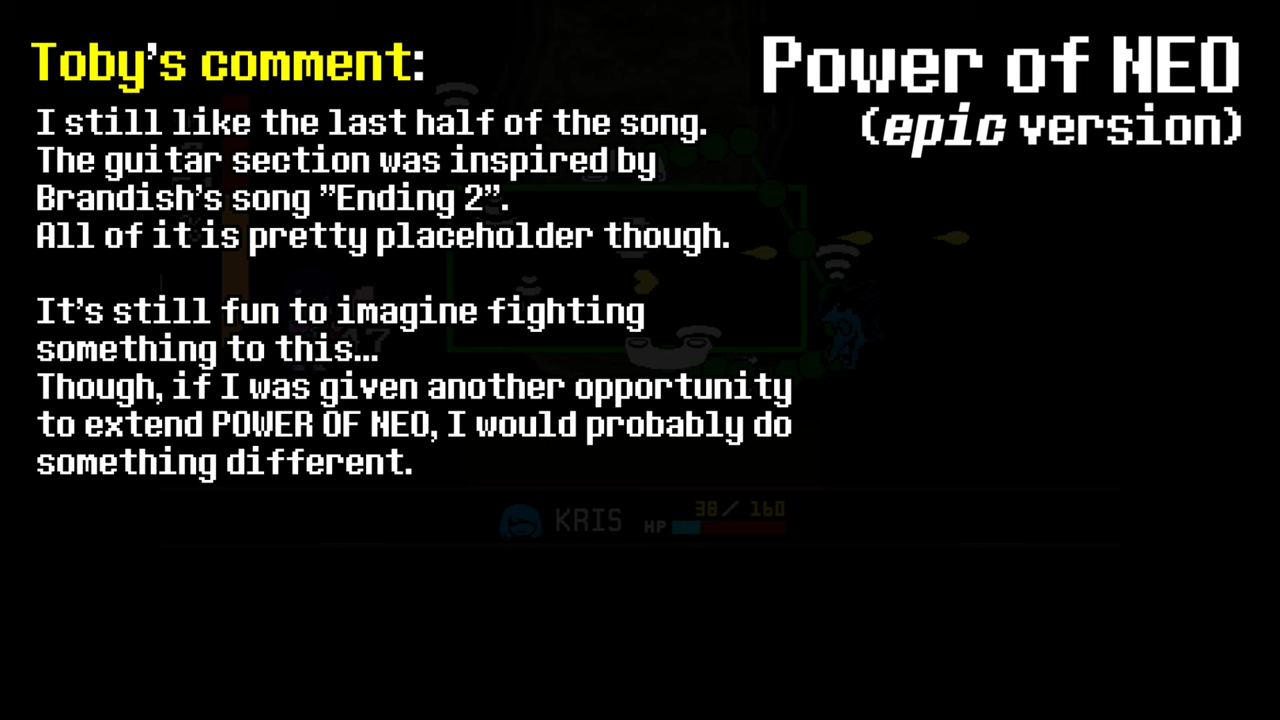 Toby's comment:
Power of NEO
(epic version)
I still like the last half of the song.
The guitar section was inspired by
Brandish's song "Ending 2".
All of it is pretty placeholder though.
It's still fun to imagine fighting
something to this...
Though, if I was given another opportunity
to extend POWER OF NEO, I would probably do
something different.
KRIS HP 38/ 160